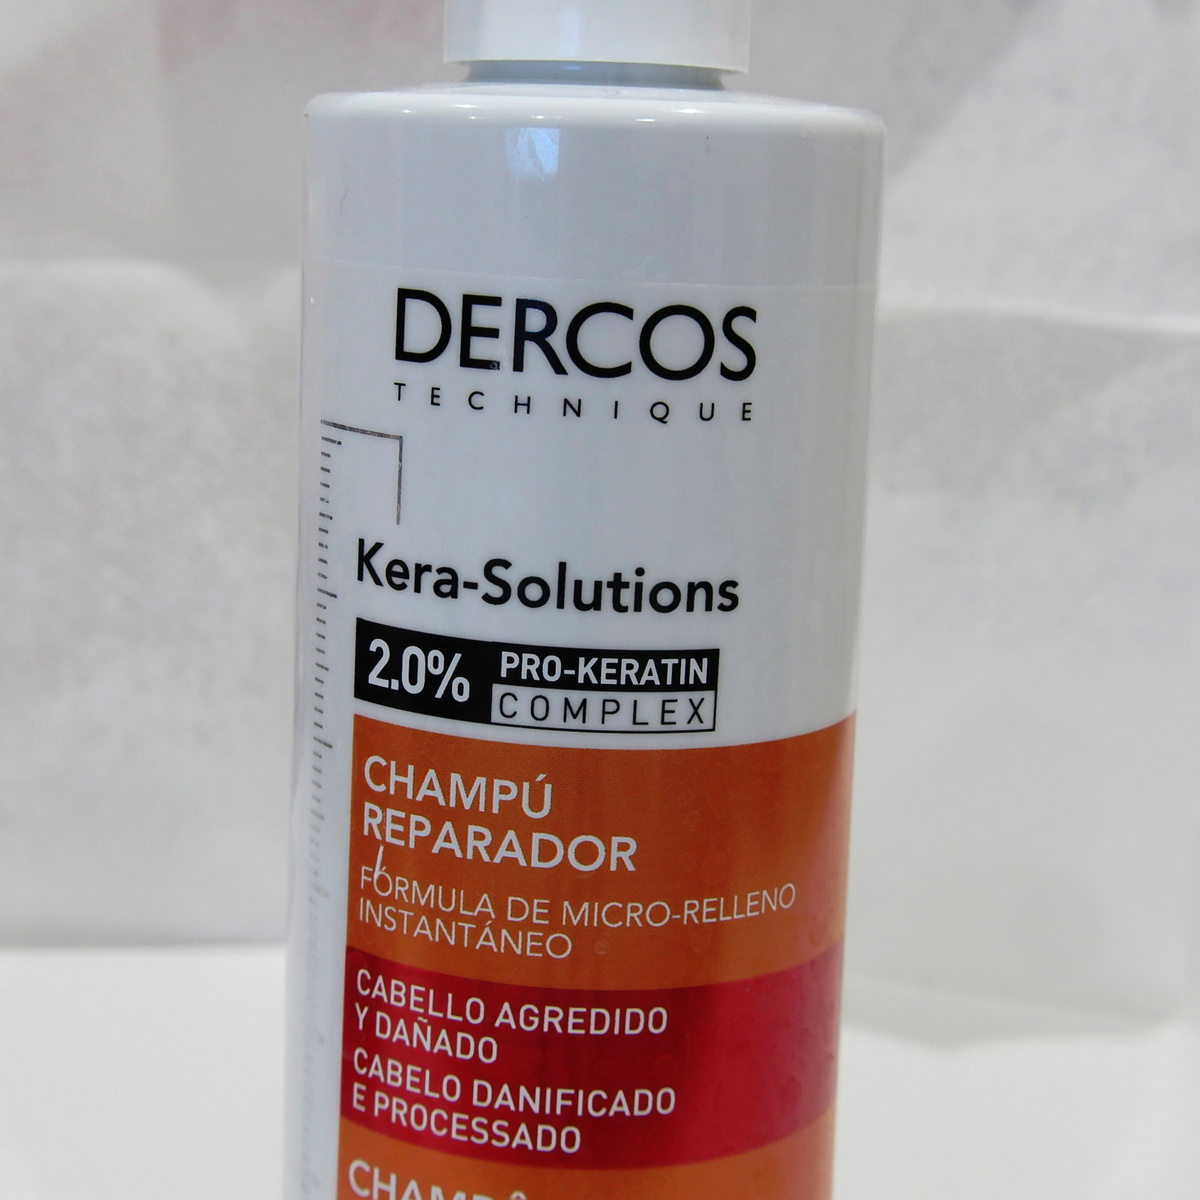 DERCOS
TECHNIQUE
Kera-Solutions
2.0% PRO-KERATIN
COMPLEX
CHAMPÚ
REPARADOR
FÓRMULA DE MICRO-RELLENO
INSTANTÁNEO
CABELLO AGREDIDO
Y DAÑADO
CABELO DANIFICADO
E PROCESSADO